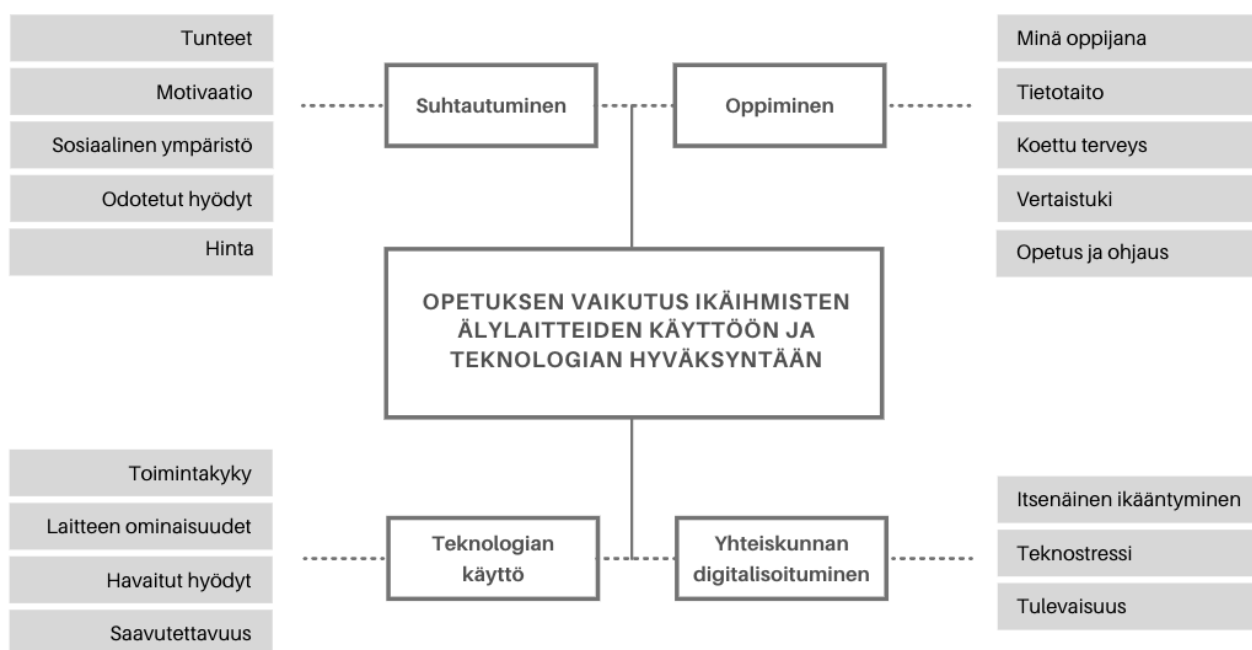 Tunteet
Motivaatio
Sosiaalinen ympäristö
Odotetut hyödyt
Hinta
Suhtautuminen
Oppiminen
Minä oppijana
Tietotaito
Koettu terveys
Vertaistuki
Opetus ja ohjaus
OPETUKSEN VAIKUTUS IKÄIHMISTEN
ÄLYLAITTEIDEN KÄYTTÖÖN JA
TEKNOLOGIAN HYVÄKSYNTÄÄN
Toimintakyky
Laitteen ominaisuudet
Havaitut hyödyt
Saavutettavuus
Teknologian
käyttö
Yhteiskunnan
digitalisoituminen
Itsenäinen ikääntyminen
Teknostressi
Tulevaisuus